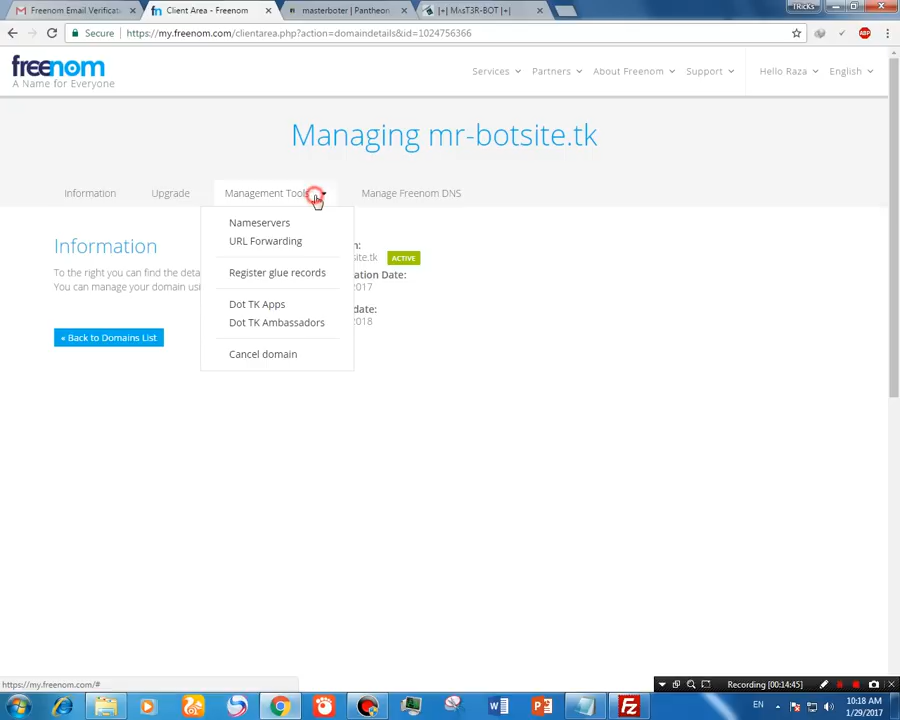 Freenom Email Verificat
Client Area - Freenom
masterboter | Pantheon
|+| MAsT3R-BOT |+|
TRicKs
Secure
https://my.freenom.com/clientarea.php?action=domaindetails&id=1024756366
ABP
freenom
A Name for Everyone
Services
Partners
About Freenom
Support
Hello Raza
English
Managing mr-botsite.tk
Information
Upgrade
Management Tools
Manage Freenom DNS
Nameservers
URL Forwarding
Register glue records
Dot TK Apps
Dot TK Ambassadors
Cancel domain
Information
To the right you can find the deta
You can manage your domain usi
« Back to Domains List
n:
site.tk
ACTIVE
ation Date:
2017
date:
2018
https://my.freenom.com/#
Recording [00:14:45]
EN
10:18 AM
1/29/2017